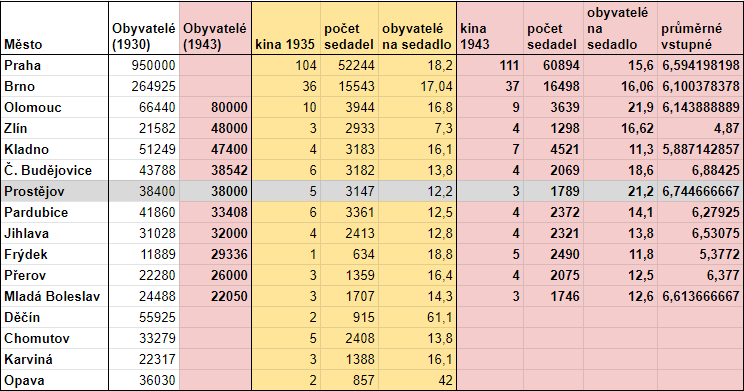 Město Obyvatelé (1930) Obyvatelé (1943) kina 1935 počet sedadel obyvatelé na sedadlo kina 1943 počet sedadel obyvatelé na sedadlo průměrné vstupné
Praha 950000 104 52244 18,2 111 60894 15,6 6,594198198
Brno 264925 36 15543 17,04 37 16498 16,06 6,100378378
Olomouc 66440 80000 10 3944 16,8 9 3639 21,9 6,143888889
Zlín 21582 48000 3 2933 7,3 4 1298 16,62 4,87
Kladno 51249 47400 4 3183 16,1 7 4521 11,3 5,887142857
Č. Budějovice 43788 38542 6 3182 13,8 4 2069 18,6 6,88425
Prostějov 38400 38000 5 3147 12,2 3 1789 21,2 6,744666667
Pardubice 41860 33408 6 3361 12,5 4 2372 14,1 6,27925
Jihlava 31028 32000 4 2413 12,8 4 2321 13,8 6,53075
Frýdek 11889 29336 1 634 18,8 5 2490 11,8 5,3772
Přerov 22280 26000 3 1359 16,4 4 2075 12,5 6,377
Mladá Boleslav 24488 22050 3 1707 14,3 3 1746 12,6 6,613666667
Děčín 55925 2 915 61,1
Chomutov 33279 5 2408 13,8
Karviná 22317 3 1388 16,1
Opava 36030 2 857 42